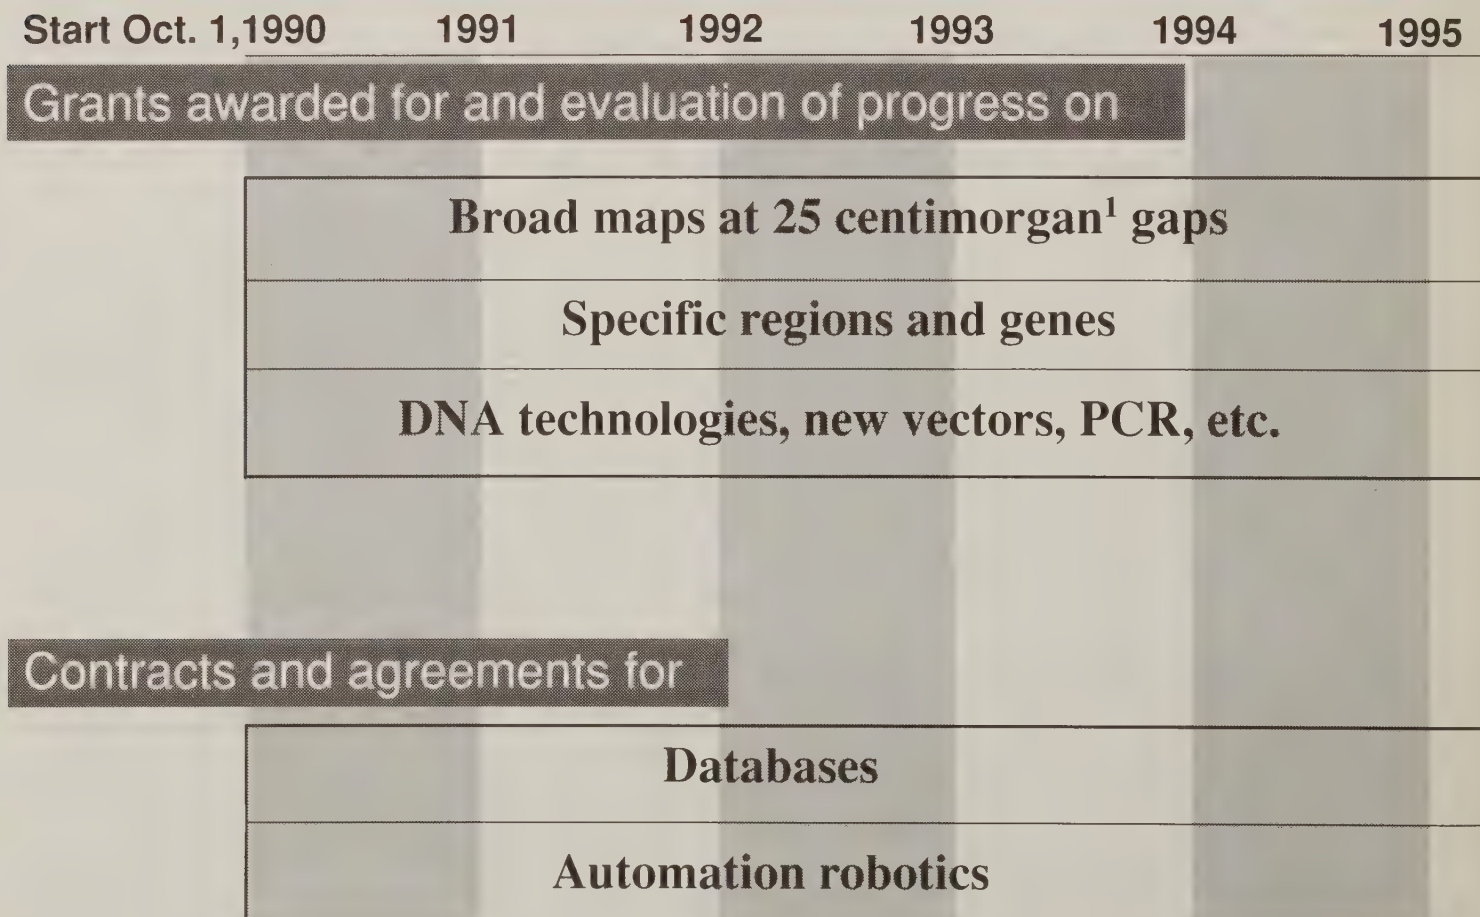 Start Oct. 1,1990 1991 1992 1993 1994 1995
Grants awarded for and evaluation of progress on
Broad maps at 25 centimorgan¹ gaps
Specific regions and genes
DNA technologies, new vectors, PCR, etc.
Contracts and agreements for
Databases
Automation robotics